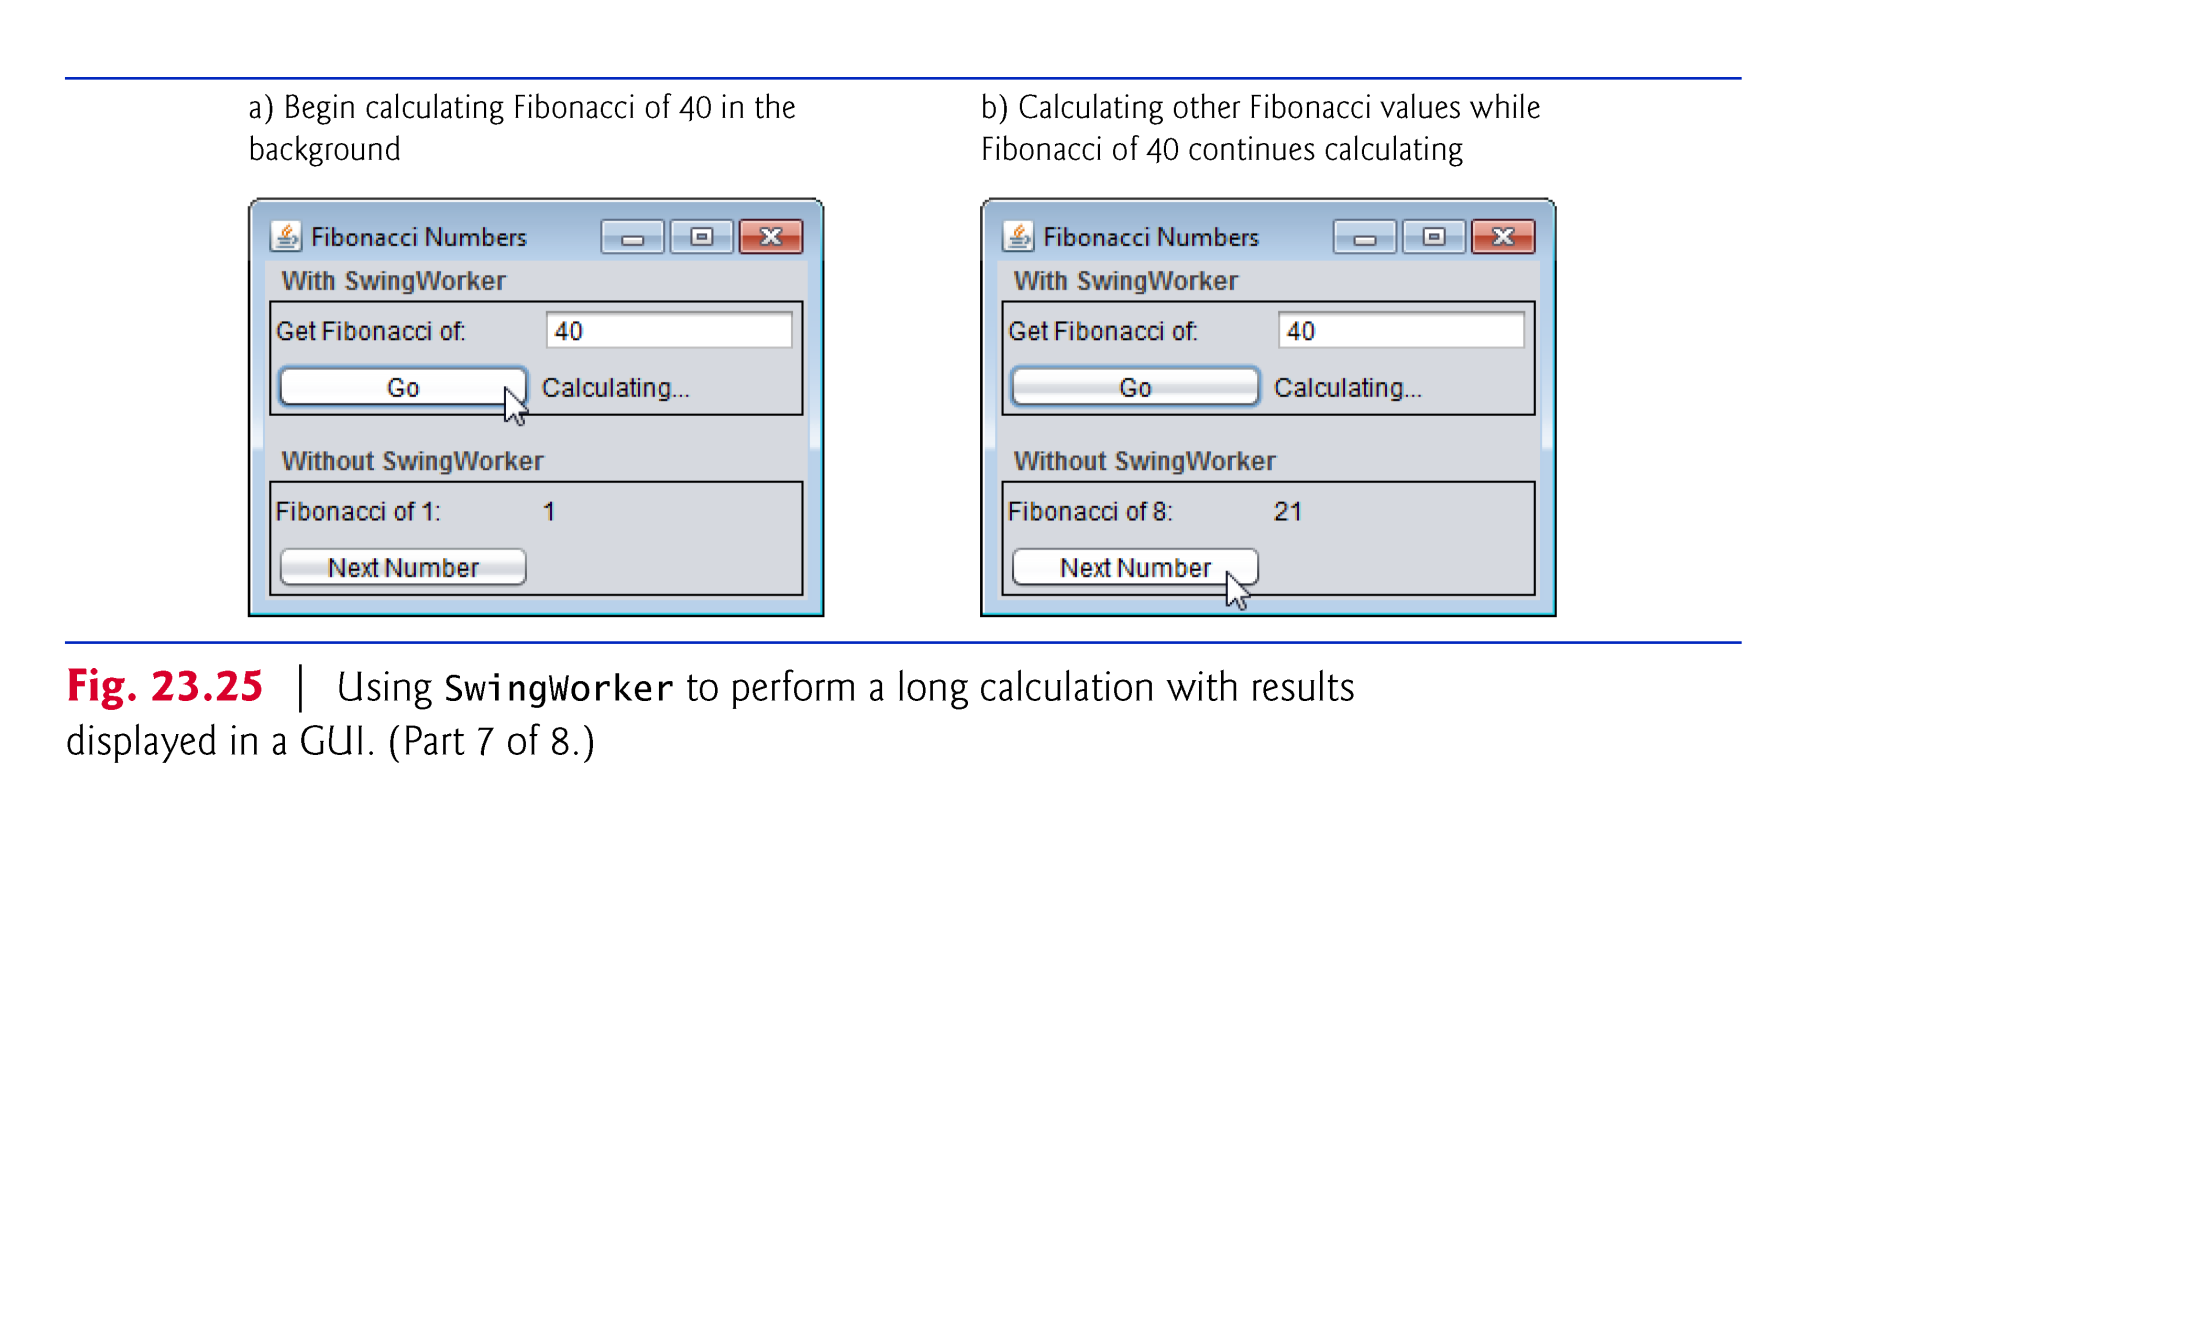 a) Begin calculating Fibonacci of 40 in the
background
Fibonacci Numbers
With SwingWorker
Get Fibonacci of: 40
Go Calculating...
Without SwingWorker
Fibonacci of 1: 1
Next Number
b) Calculating other Fibonacci values while
Fibonacci of 40 continues calculating
Fibonacci Numbers
With SwingWorker
Get Fibonacci of: 40
Go Calculating...
Without SwingWorker
Fibonacci of 8: 21
Next Number
Fig. 23.25 | Using SwingWorker to perform a long calculation with results
displayed in a GUI. (Part 7 of 8.)